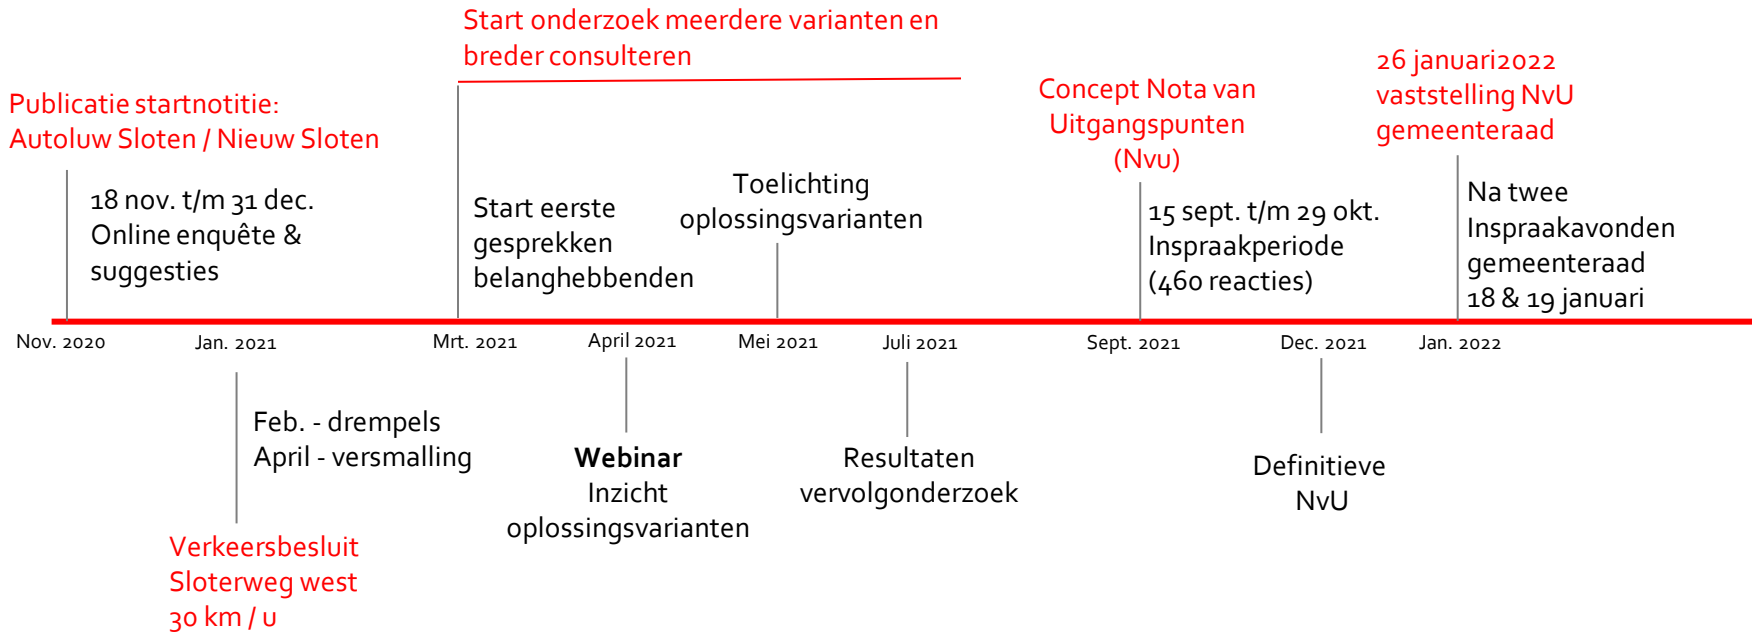 Start onderzoek meerdere varianten en
breder consulteren
Publicatie startnotitie:
Autoluw Sloten / Nieuw Sloten
18 nov. t/m 31 dec.
Online enquête &
suggesties
Start eerste
gesprekken
belanghebbenden
Toelichting
oplossingsvarianten
Concept Nota van
Uitgangspunten
(Nvu)
15 sept. t/m 29 okt.
Inspraakperiode
(460 reacties)
26 januari2022
vaststelling NvU
gemeenteraad
Na twee
Inspraakavonden
gemeenteraad
18 & 19 januari
Nov. 2020
Jan. 2021
Mrt. 2021
April 2021
Mei 2021
Juli 2021
Sept. 2021
Dec. 2021
Jan. 2022
Feb. - drempels
April - versmalling
Verkeersbesluit
Sloterweg west
30 km / u
Webinar
Inzicht
oplossingsvarianten
Resultaten
vervolgonderzoek
Definitieve
NvU